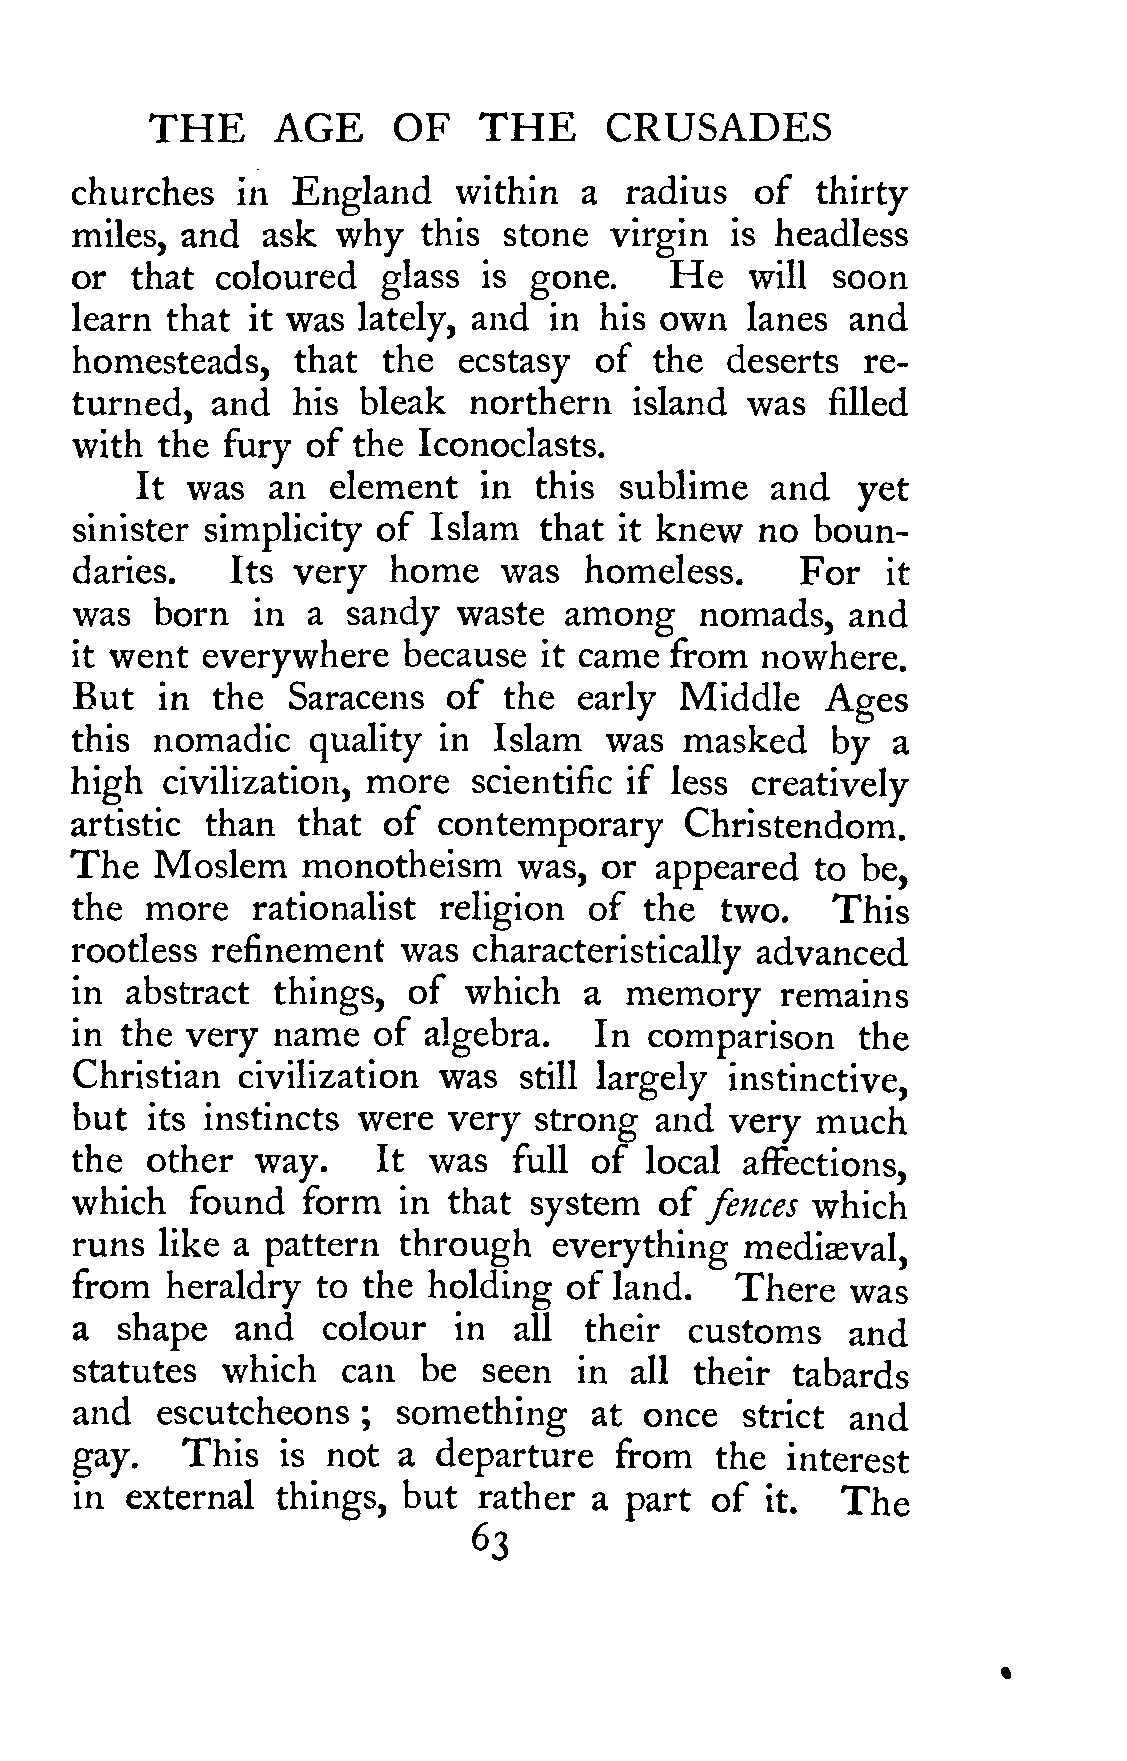 THE AGE OF THE CRUSADES
churches in England within a radius of thirty
miles, and ask why this stone virgin is headless
or that coloured glass is gone. He will soon
learn that it was lately, and in his own lanes and
homesteads, that the ecstasy of the deserts re-
turned, and his bleak northern island was filled
with the fury of the Iconoclasts.
It was an element in this sublime and yet
sinister simplicity of Islam that it knew no boun-
daries. Its very home was homeless. For it
was born in a sandy waste among nomads, and
it went everywhere because it came from nowhere.
But in the Saracens of the early Middle Ages
this nomadic quality in Islam was masked by a
high civilization, more scientific if less creatively
artistic than that of contemporary Christendom.
The Moslem monotheism was, or appeared to be,
the more rationalist religion of the two. This
rootless refinement was characteristically advanced
in abstract things, of which a memory remains
in the very name of algebra. In comparison the
Christian civilization was still largely instinctive,
but its instincts were very strong and very much
the other way. It was full of local affections,
which found form in that system of fences which
runs like a pattern through everything mediæval,
from heraldry to the holding of land. There was
a shape and colour in all their customs and
statutes which can be seen in all their tabards
and escutcheons ; something at once strict and
gay. This is not a departure from the interest
in external things, but rather a part of it. The
63